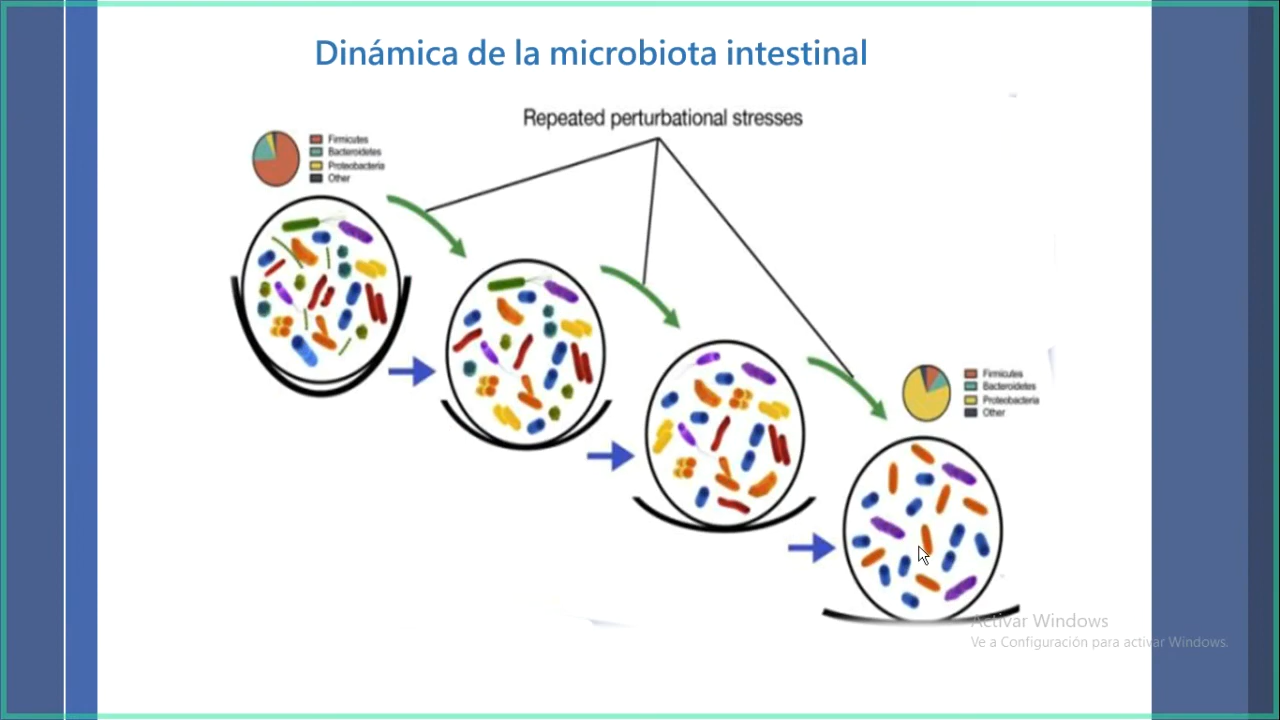 Dinámica de la microbiota intestinal
Repeated perturbational stresses
Firmicutes
Bacteroidetes
Proteobacteria
Other
Firmicutes
Bacteroidetes
Proteobacteria
Other
Activar Windows
Ve a Configuración para activar Windows.